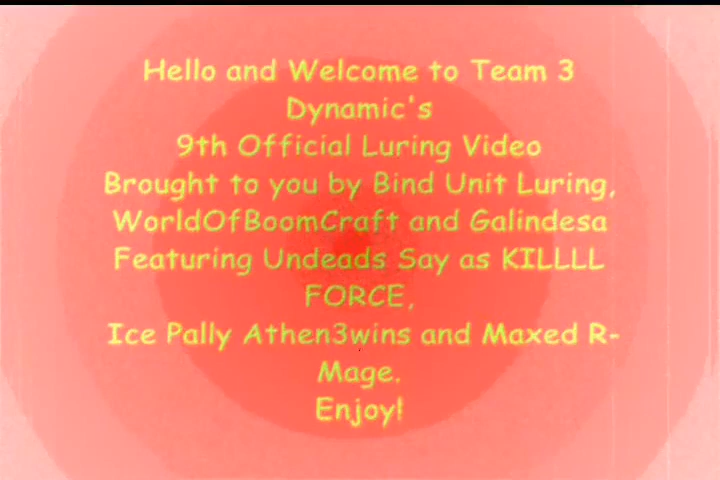 Hello and Welcome to Team 3
Dynamic's
9th Official Luring Video
Brought to you by Bind Unit Luring,
WorldOfBoomCraft and Galindesa
Featuring Undeads Say as KILLLL
FORCE,
Ice Pally Athen3wins and Maxed R-
Mage.
Enjoy!